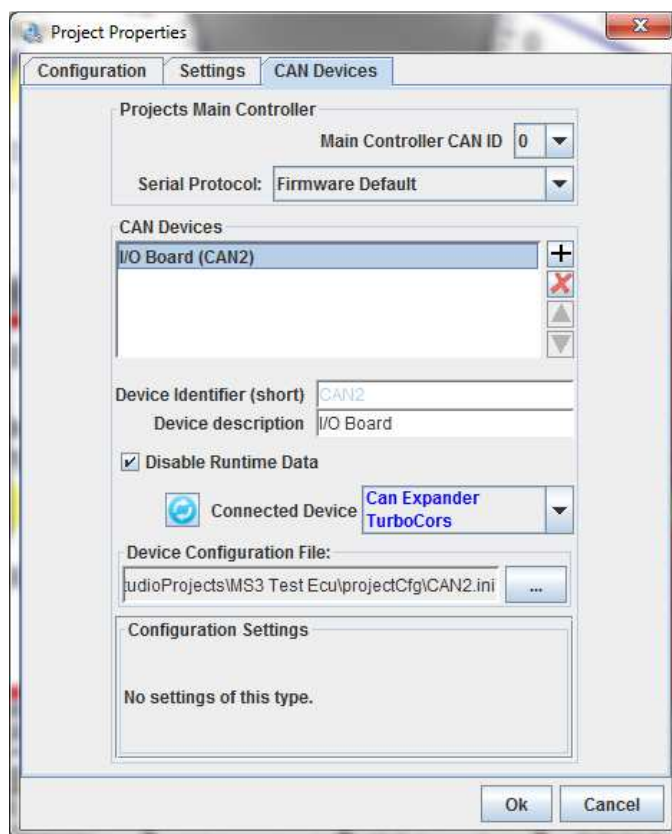 Project Properties
Configuration Settings CAN Devices
Projects Main Controller
Main Controller CAN ID 0
Serial Protocol: Firmware Default
CAN Devices
I/O Board (CAN2)
Device Identifier (short) CAN2
Device description I/O Board
Disable Runtime Data
Connected Device Can Expander
TurboCors
Device Configuration File:
udioProjects\MS3 Test Ecu\projectCfg\CAN2.ini ...
Configuration Settings
No settings of this type.
Ok Cancel